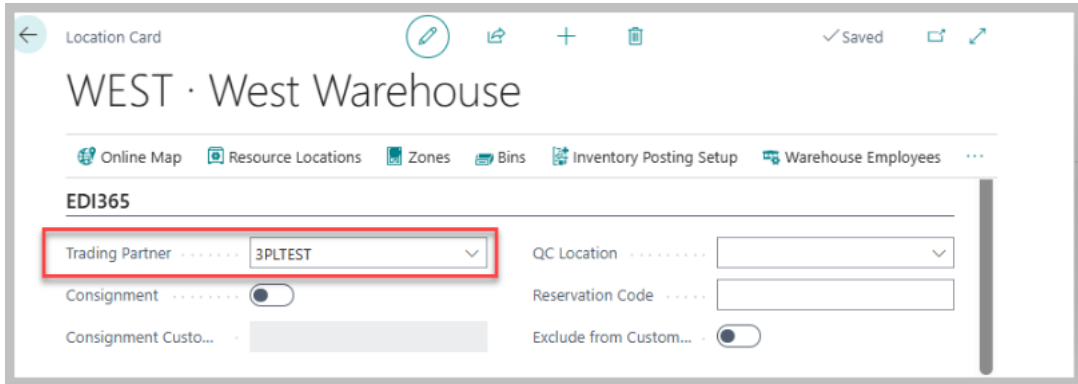 Location Card
✓ Saved
WEST · West Warehouse
Online Map Resource Locations Zones Bins Inventory Posting Setup Warehouse Employees ...
EDI365
Trading Partner 3PLTEST QC Location
Consignment Reservation Code
Consignment Custo... Exclude from Custom...